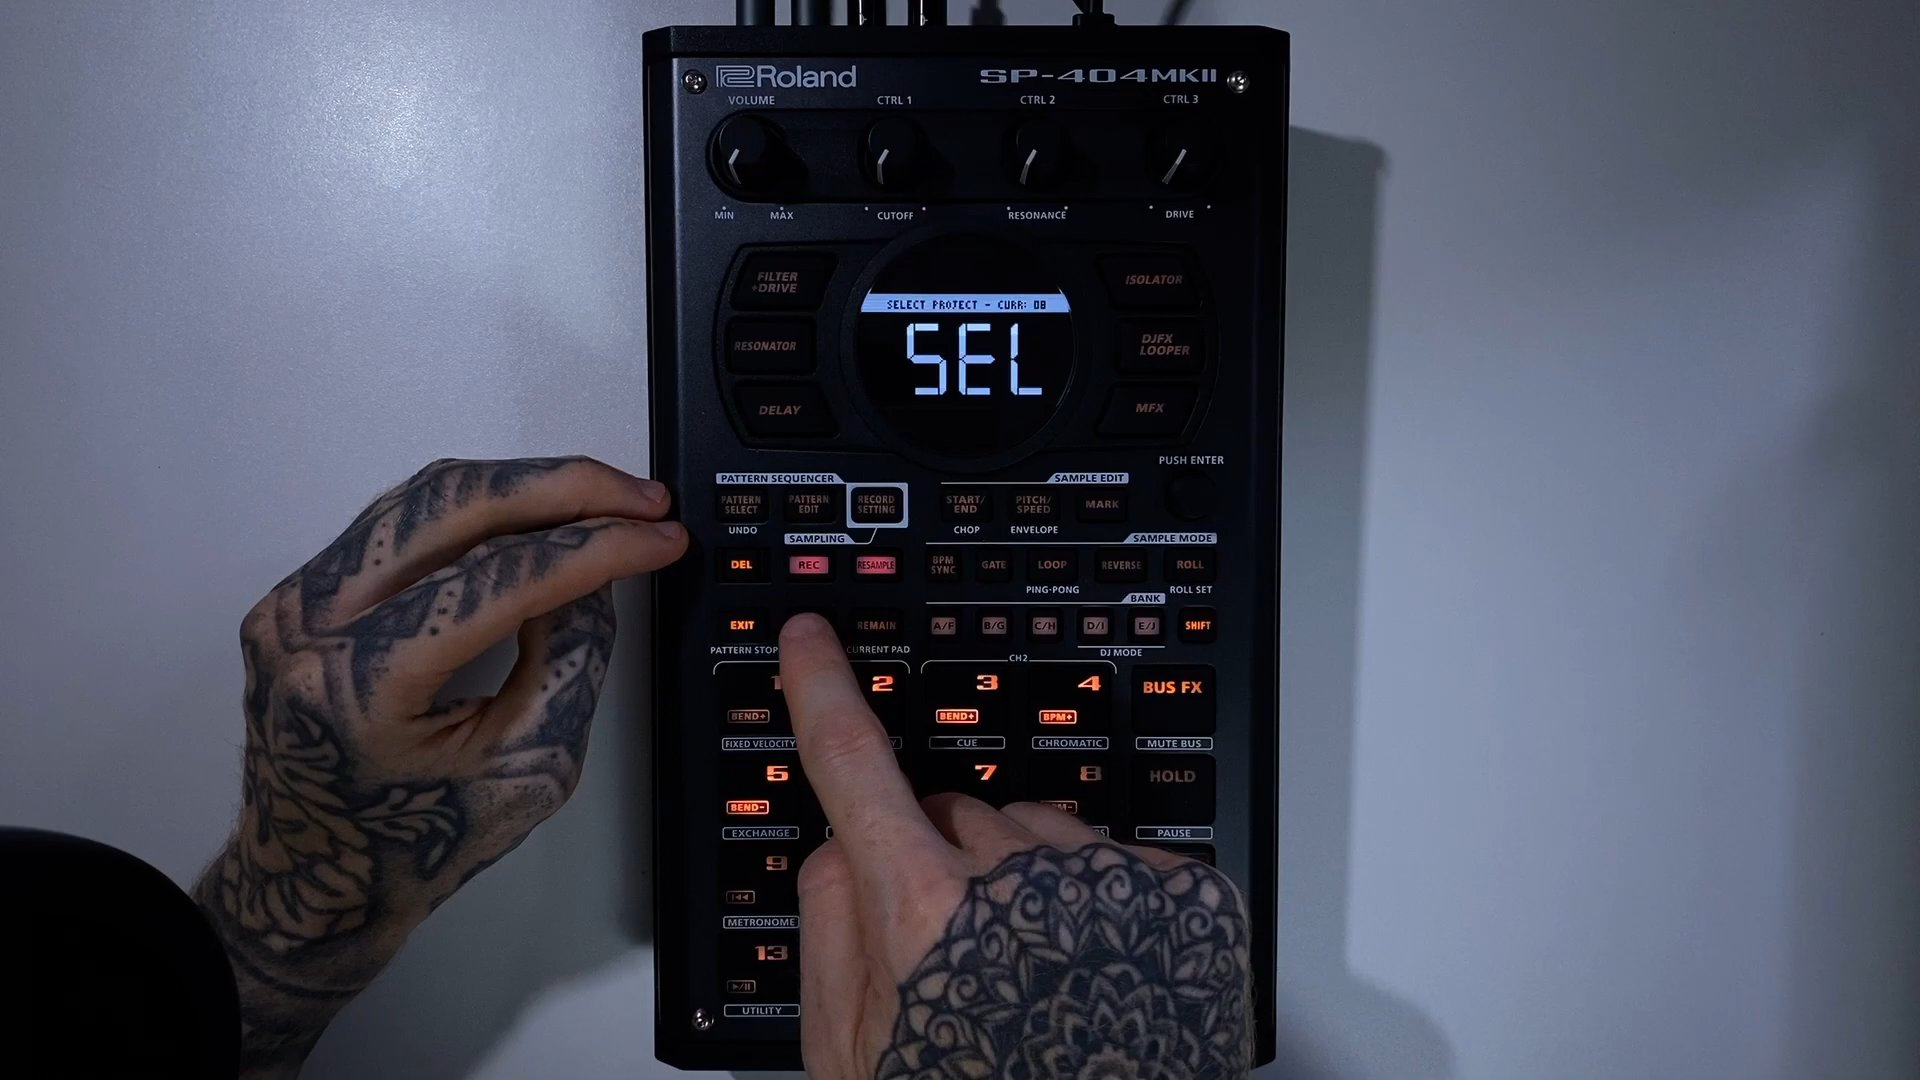 Roland
SP-404MKII
VOLUME CTRL 1 CTRL 2 CTRL 3
MIN MAX CUTOFF RESONANCE DRIVE
FILTER
+DRIVE
ISOLATOR
SELECT PROJECT - CURR: 08
SEL
RESONATOR
DJFX
LOOPER
DELAY
MFX
PUSH ENTER
PATTERN SEQUENCER
SAMPLE EDIT
PATTERN
SELECT
PATTERN
EDIT
RECORD
SETTING
START/
END
PITCH/
SPEED
MARK
UNDO
CHOP
ENVELOPE
SAMPLING
SAMPLE MODE
DEL
REC
RESAMPLE
BPM
SYNC
GATE
LOOP
REVERSE
ROLL
PING-PONG
ROLL SET
BANK
EXIT
REMAIN
A/F
B/G
C/H
D/I
E/J
SHIFT
PATTERN STOP
CURRENT PAD
DJ MODE
CH2
1
2
3
4
BUS FX
BEND+
BEND+
BPM+
FIXED VELOCITY
CUE
CHROMATIC
MUTE BUS
5
7
8
HOLD
BEND-
EXCHANGE
PAUSE
9
METRONOME
13
UTILITY